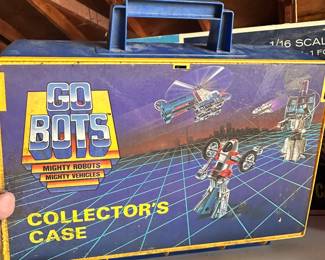 1/16 SCAL
GO
BOTS
MIGHTY ROBOTS
MIGHTY VEHICLES
COLLECTOR'S
CASE